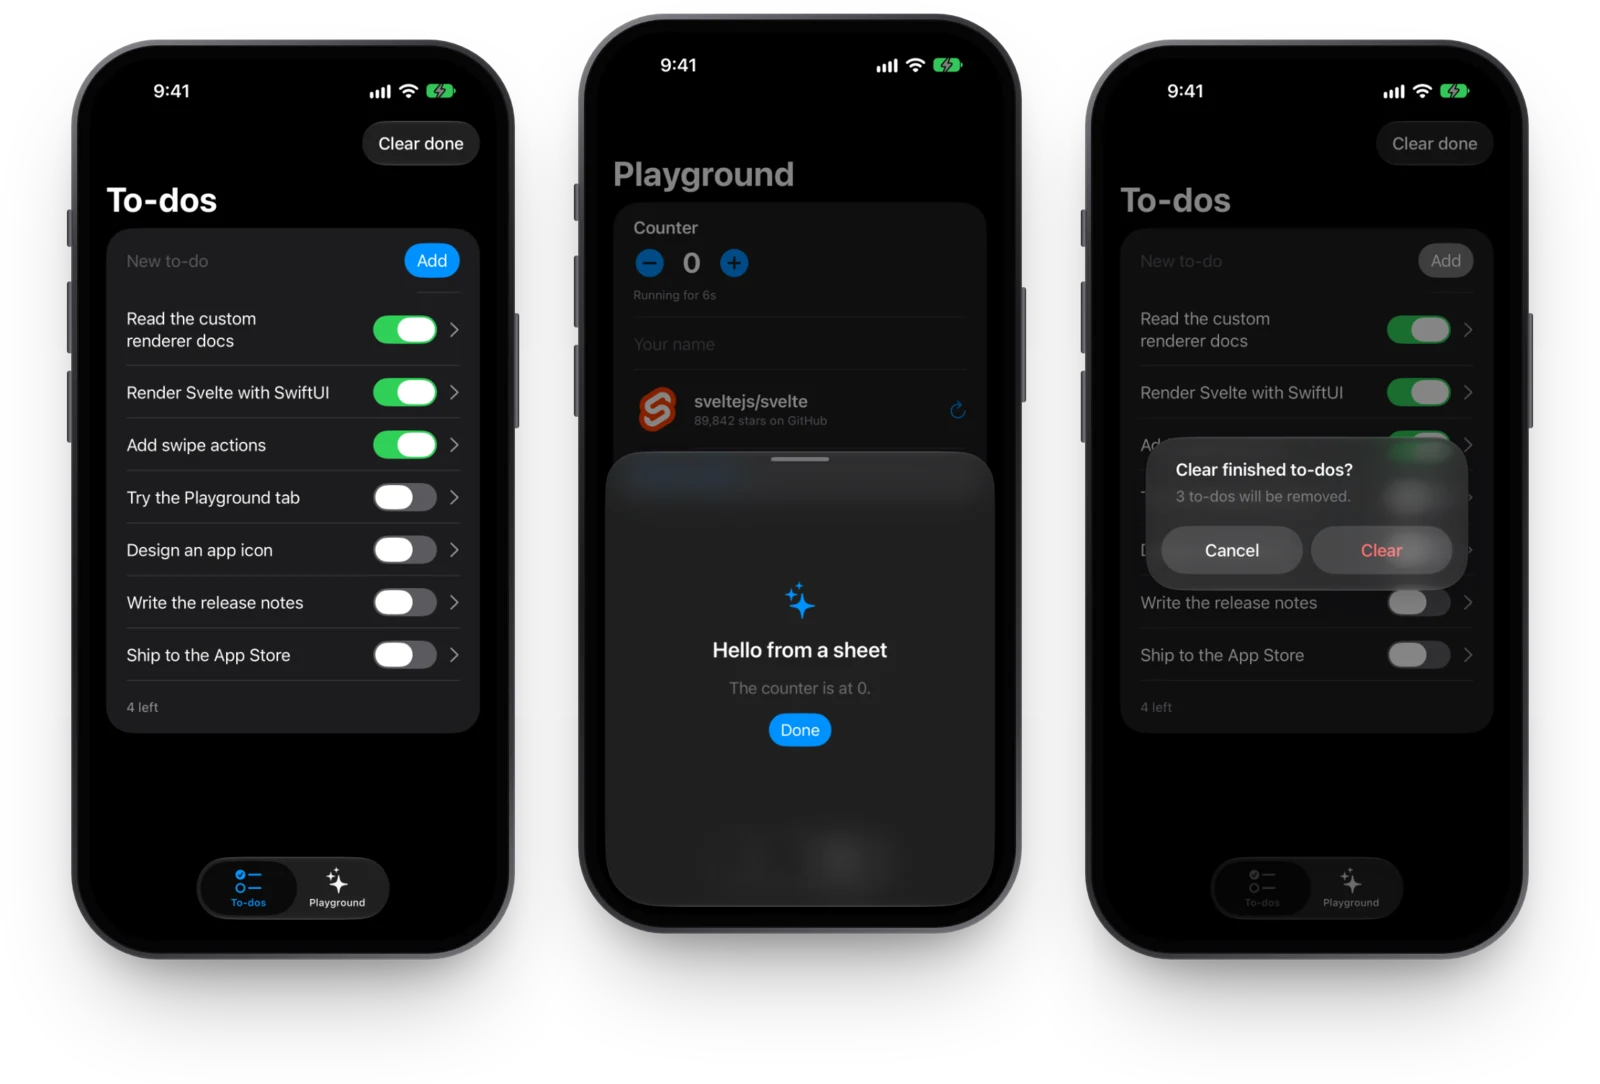 9:41
Clear done
To-dos
New to-do
Add
Read the custom
renderer docs
Render Svelte with SwiftUI
Add swipe actions
Try the Playground tab
Design an app icon
Write the release notes
Ship to the App Store
4 left
To-dos
Playground
9:41
Playground
Counter
0
Running for 6s
Your name
sveltejs/svelte
89,842 stars on GitHub
Hello from a sheet
The counter is at 0.
Done
9:41
Clear done
To-dos
New to-do
Add
Read the custom
renderer docs
Render Svelte with SwiftUI
Clear finished to-dos?
3 to-dos will be removed.
Cancel
Clear
Write the release notes
Ship to the App Store
4 left
To-dos
Playground